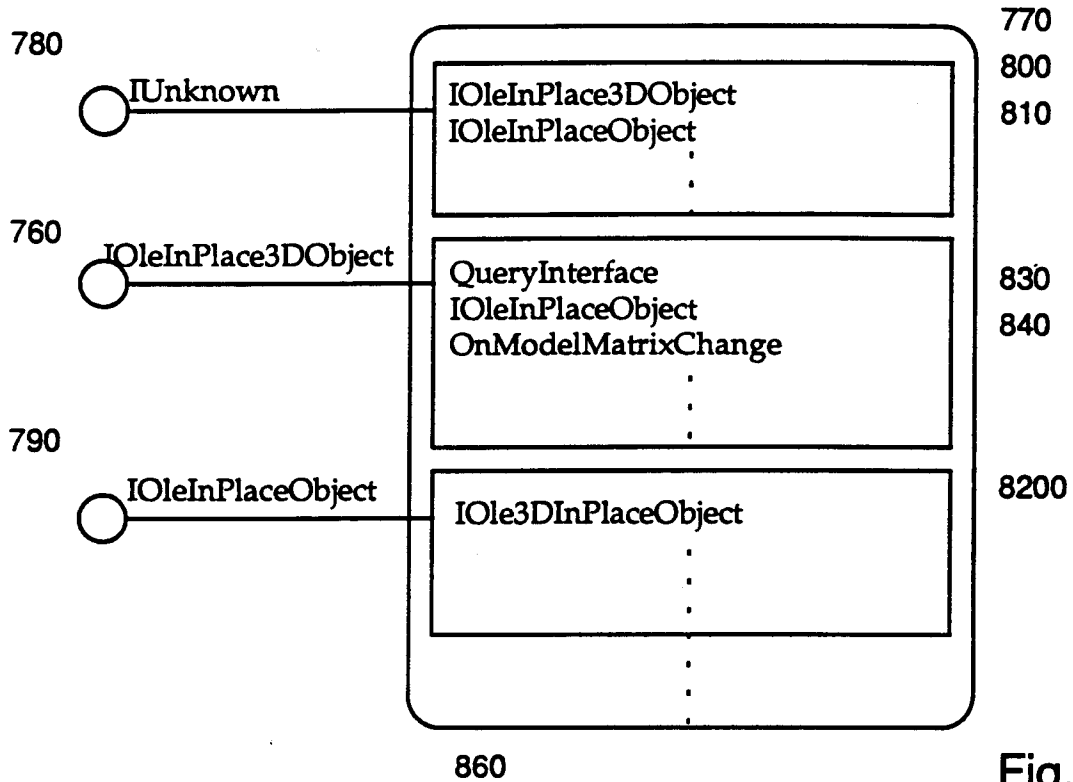 770
780
800
IUnknown
IOleInPlace3DObject
810
IOleInPlaceObject
760
IOleInPlace3DObject
QueryInterface
830
IOleInPlaceObject
840
OnModelMatrixChange
790
IOleInPlaceObject
IOle3DInPlaceObject
8200
860
Fig.